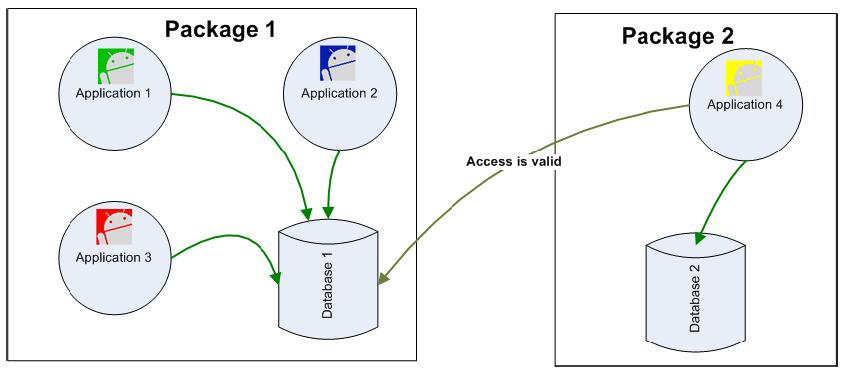 Package 1
Application 1
Application 2
Application 3
Database 1
Access is valid
Package 2
Application 4
Database 2